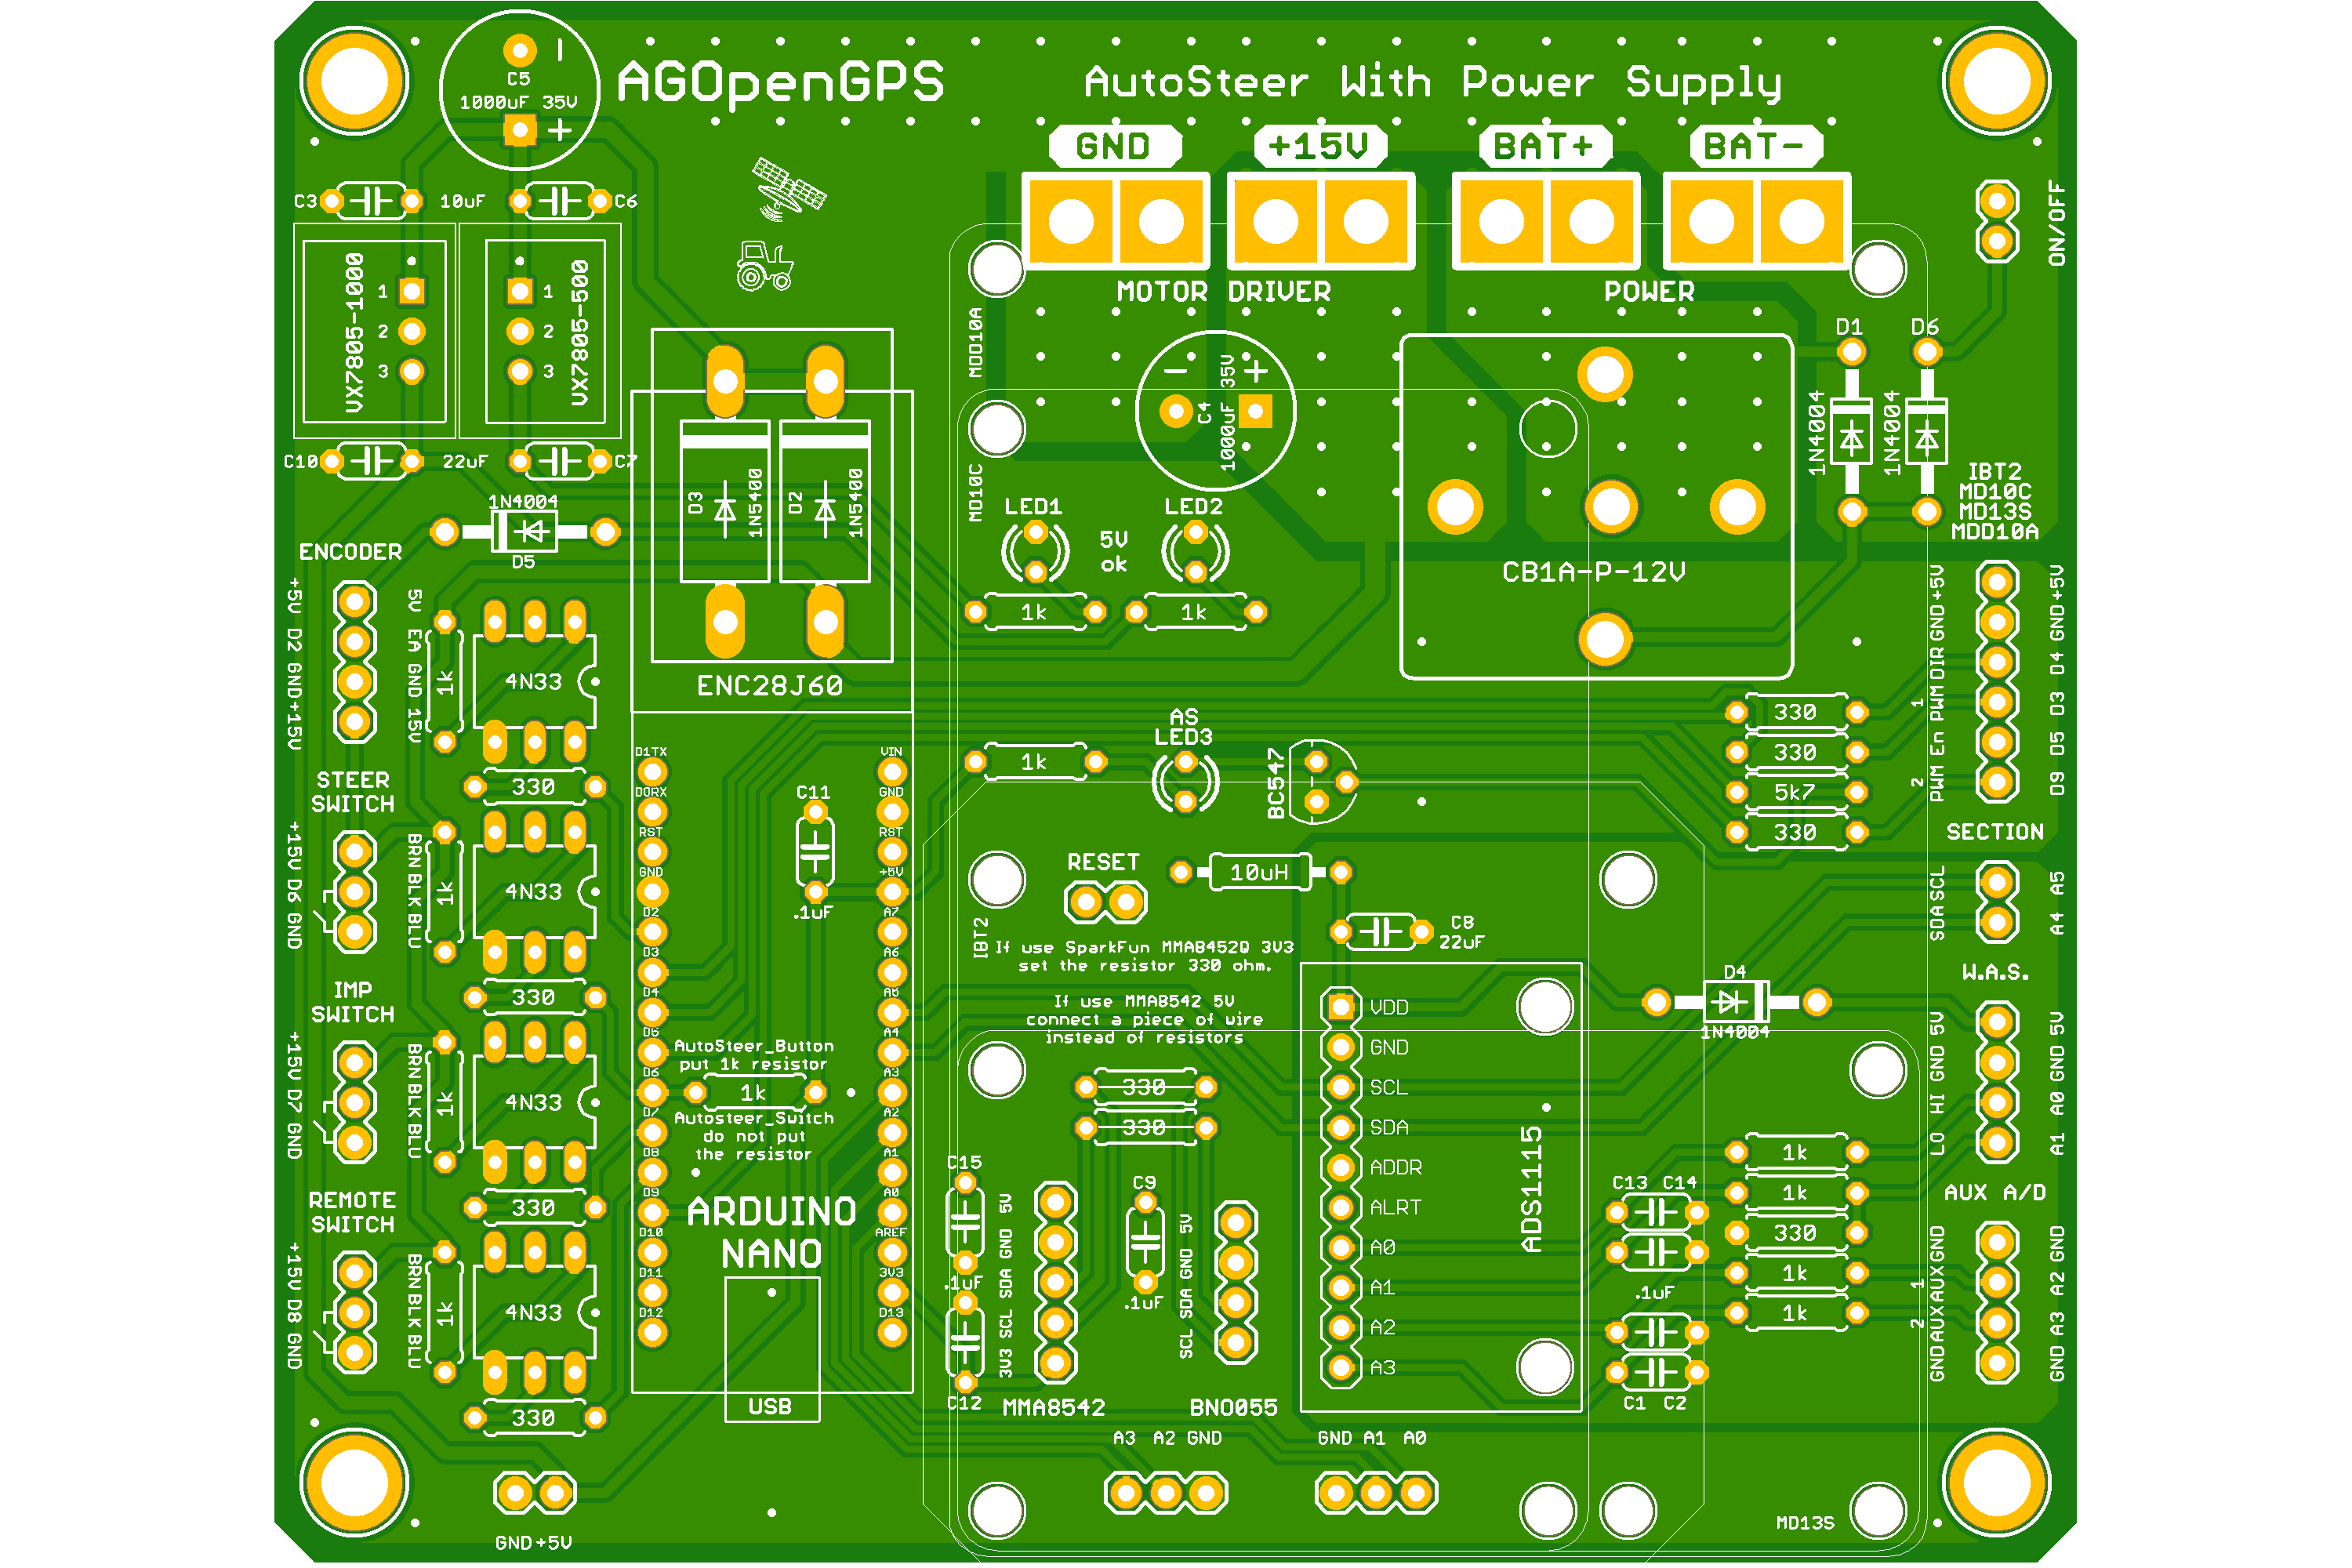 AGOpenGPS
AutoSteer With Power Supply
C5
1000uF 35V
GND
+15V
BAT+
BAT-
C3
10uF
C6
ON/OFF
VX7805-1000
1
2
3
VX7805-500
1
2
3
MOTOR DRIVER
POWER
MDD10A
C10
22uF
C7
1N4004
D5
D3
1N5400
D2
1N5400
ENC28J60
C4
1000uF 35V
MD10C
LED1
LED2
5V
ok
1k
1k
CB1A-P-12V
D1
D6
1N4004
1N4004
IBT2
MD10C
MD13S
MDD10A
ENCODER
+5V D2 GND+15V
5V EA GND 15V
1k
4N33
330
PWM En PWM DIR GND+5V
2
1
D9 D5 D3 D4 GND+5V
330
330
5k7
330
AS
LED3
1k
BC547
STEER
SWITCH
+15V D6 GND
BRN BLK BLU
1k
4N33
330
SECTION
SDA SCL
A4 A5
RESET
10uH
C8
22uF
C11
.1uF
IBT2
If use SparkFun MMA8452Q 3V3
set the resistor 330 ohm.
If use MMA8542 5V
connect a piece of wire
instead of resistors
330
330
W.A.S.
D4
1N4004
LO HI GND 5V
A1 A0 GND 5V
IMP
SWITCH
+15V D7 GND
BRN BLK BLU
1k
4N33
330
D1TX
D0RX
RST
GND
D2
D3
D4
D5
D6
D7
D8
D9
D10
D11
D12
VIN
GND
RST
+5V
A7
A6
A5
A4
A3
A2
A1
A0
AREF
3V3
D13
AutoSteer_Button
put 1k resistor
1k
Autosteer_Switch
do not put
the resistor
ARDUINO
NANO
USB
REMOTE
SWITCH
+15V D8 GND
BRN BLK BLU
1k
4N33
330
C15
.1uF
C12
3V3 SCL SDA GND 5V
MMA8542
C9
.1uF
SCL SDA GND 5V
BNO055
VDD
GND
SCL
SDA
ADDR
ALRT
A0
A1
A2
A3
ADS1115
C13 C14
.1uF
C1 C2
1k
1k
330
1k
1k
AUX A/D
GND AUX AUX GND
2
1
GND A3 A2 GND
A3 A2 GND
GND A1 A0
MD13S
GND +5V